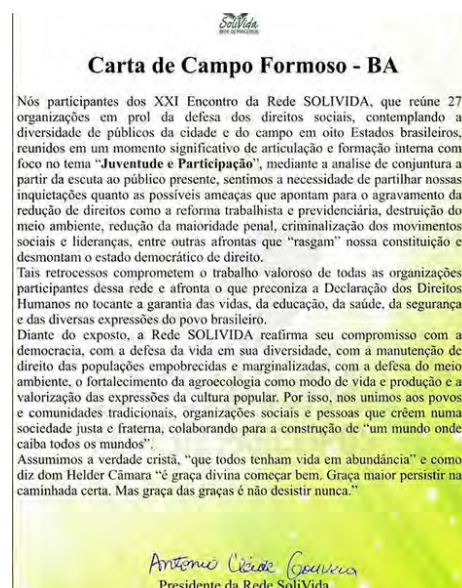 SoliVida
REDE DE PARCEIROS
Carta de Campo Formoso - BA
Nós participantes dos XXI Encontro da Rede SOLIVIDA, que reúne 27
organizações em prol da defesa dos direitos sociais, contemplando a
diversidade de públicos da cidade e do campo em oito Estados brasileiros,
reunidos em um momento significativo de articulação e formação interna com
foco no tema “Juventude e Participação”, mediante a analise de conjuntura a
partir da escuta ao público presente, sentimos a necessidade de partilhar nossas
inquietações quanto as possíveis ameaças que apontam para o agravamento da
redução de direitos como a reforma trabalhista e previdenciária, destruição do
meio ambiente, redução da maioridade penal, criminalização dos movimentos
sociais e lideranças, entre outras afrontas que “rasgam” nossa constituição e
desmontam o estado democrático de direito.
Tais retrocessos comprometem o trabalho valoroso de todas as organizações
participantes dessa rede e afronta o que preconiza a Declaração dos Direitos
Humanos no tocante a garantia das vidas, da educação, da saúde, da segurança
e das diversas expressões do povo brasileiro.
Diante do exposto, a Rede SOLIVIDA reafirma seu compromisso com a
democracia, com a defesa da vida em sua diversidade, com a manutenção de
direito das populações empobrecidas e marginalizadas, com a defesa do meio
ambiente, o fortalecimento da agroecologia como modo de vida e produção e a
valorização das expressões da cultura popular. Por isso, nos unimos aos povos
e comunidades tradicionais, organizações sociais e pessoas que crêem numa
sociedade justa e fraterna, colaborando para a construção de “um mundo onde
caiba todos os mundos”.
Assumimos a verdade cristã, “que todos tenham vida em abundância” e como
diz dom Helder Câmara “é graça divina começar bem. Graça maior persistir na
caminhada certa. Mas graça das graças é não desistir nunca.”
Antonio Cleide Gouveia
Presidente da Rede SoliVida